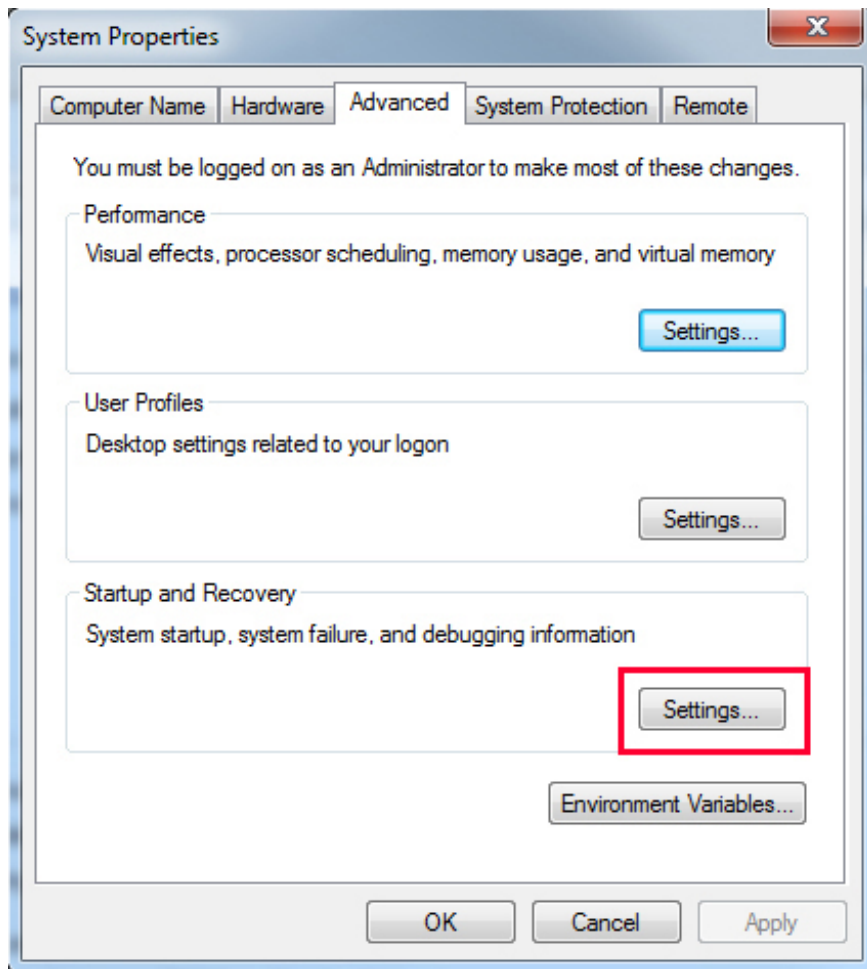 System Properties
Computer Name Hardware Advanced System Protection Remote
You must be logged on as an Administrator to make most of these changes.
Performance
Visual effects, processor scheduling, memory usage, and virtual memory
Settings...
User Profiles
Desktop settings related to your logon
Settings...
Startup and Recovery
System startup, system failure, and debugging information
Settings...
Environment Variables...
OK Cancel Apply